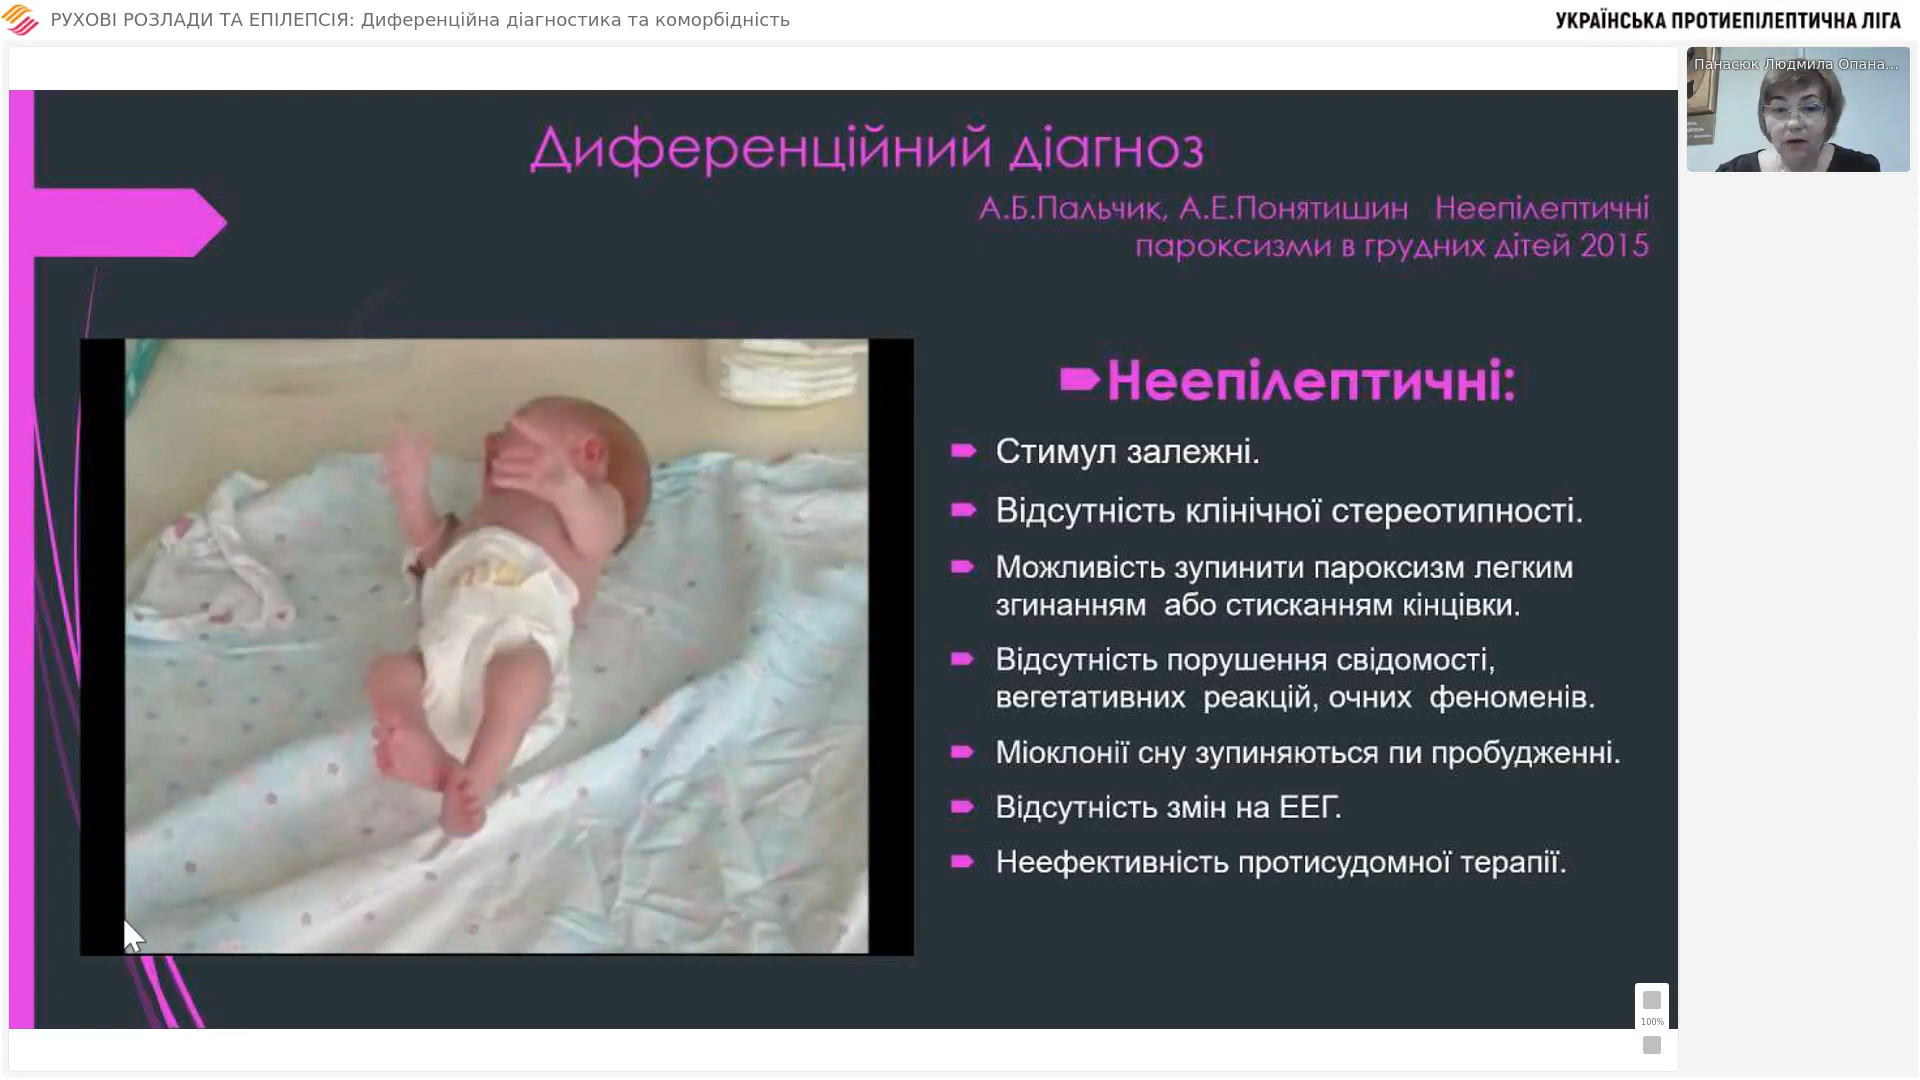 РУХОВІ РОЗЛАДИ ТА ЕПІЛЕПСІЯ: Диференційна діагностика та коморбідність
УКРАЇНСЬКА ПРОТИЕПІЛЕПТИЧНА ЛІГА
Панасюк Людмила Опана...
Диференційний діагноз
А.Б.Пальчик, А.Е.Понятишин Неепілептичні
пароксизми в грудних дітей 2015
Неепілептичні:
Стимул залежні.
Відсутність клінічної стереотипності.
Можливість зупинити пароксизм легким
згинанням або стисканням кінцівки.
Відсутність порушення свідомості,
вегетативних реакцій, очних феноменів.
Міоклонії сну зупиняються пи пробудженні.
Відсутність змін на ЕЕГ.
Неефективність протисудомної терапії.
100%